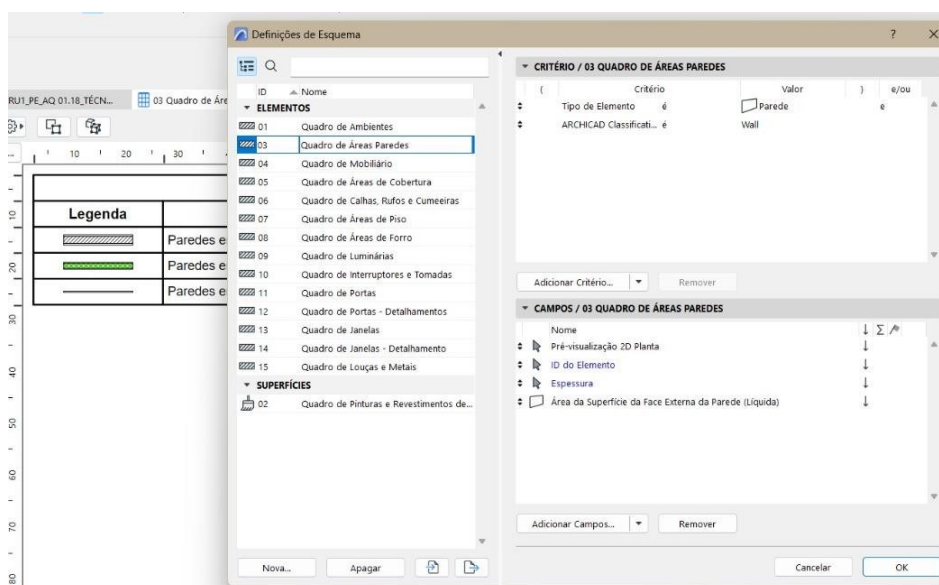 Definições de Esquema
?
RU1_PE_AQ 01.18_TÉCN...
03 Quadro de Áre
10 20 30
Legenda
Paredes e
Paredes e
Paredes e
10
20
30
40
50
60
70
80
ID Nome
ELEMENTOS
01 Quadro de Ambientes
03 Quadro de Áreas Paredes
04 Quadro de Mobiliário
05 Quadro de Áreas de Cobertura
06 Quadro de Calhas, Rufos e Cumeeiras
07 Quadro de Áreas de Piso
08 Quadro de Áreas de Forro
09 Quadro de Luminárias
10 Quadro de Interruptores e Tomadas
11 Quadro de Portas
12 Quadro de Portas - Detalhamentos
13 Quadro de Janelas
14 Quadro de Janelas - Detalhamento
15 Quadro de Louças e Metais
SUPERFÍCIES
02 Quadro de Pinturas e Revestimentos de...
Nova... Apagar
CRITÉRIO / 03 QUADRO DE ÁREAS PAREDES
( Critério Valor ) e/ou
Tipo de Elemento é Parede e
ARCHICAD Classificati... é Wall
Adicionar Critério... Remover
CAMPOS / 03 QUADRO DE ÁREAS PAREDES
Nome ↓ Σ
Pré-visualização 2D Planta ↓
ID do Elemento ↓
Espessura ↓
Área da Superfície da Face Externa da Parede (Líquida) ↓
Adicionar Campos... Remover
Cancelar OK